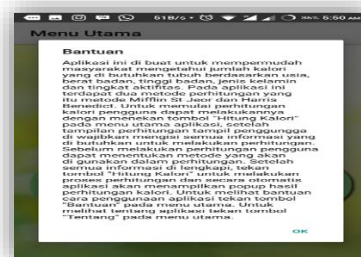 51B/s
36% 5:50 AM
Menu Utama
Bantuan
Aplikasi ini di buat untuk mempermudah
masyarakat mengetahui jumlah kalori
yang di butuhkan tubuh berdasarkan usia,
berat badan, tinggi badan, jenis kelamin
dan tingkat aktifitas. Pada aplikasi ini
terdapat dua metode perhitungan yang
itu metode Mifflin St Jeor dan Harris
Benedict. Untuk memulai perhitungan
kalori pengguna dapat melakukannya
dengan menekan tombol "Hitung Kalori"
pada menu utama aplikasi, setelah
tampilan perhitungan tampil penggungga
di wajibkan mengisi semua informasi yang
di butuhkan untuk melakukan perhitungan.
Sebelum melakukan perhitungan pengguna
dapat menentukan metode yang akan
di gunakan dalam perhitungan. Setelah
semua informasi di lengkapi, tekan
tombol "Hitung Kalori" untuk melakukan
proses perhitungan dan secara otomatis
aplikasi akan menampilkan popup hasil
perhitungan kalori. Untuk melihat bantuan
cara penggunaan aplikasi tekan tombol
"Bantuan" pada menu utama. Untuk
melihat tentang aplikasi tekan tombol
"Tentang" pada menu utama.
OK